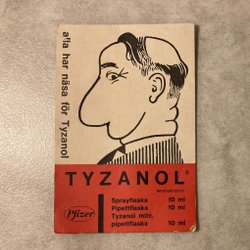 alla har näsa för Tyzanol
TYZANOL®
Sprayflaska 10 ml
Pipettflaska 10 ml
Tyzanol mite,
pipettflaska 10 ml
Pfizer